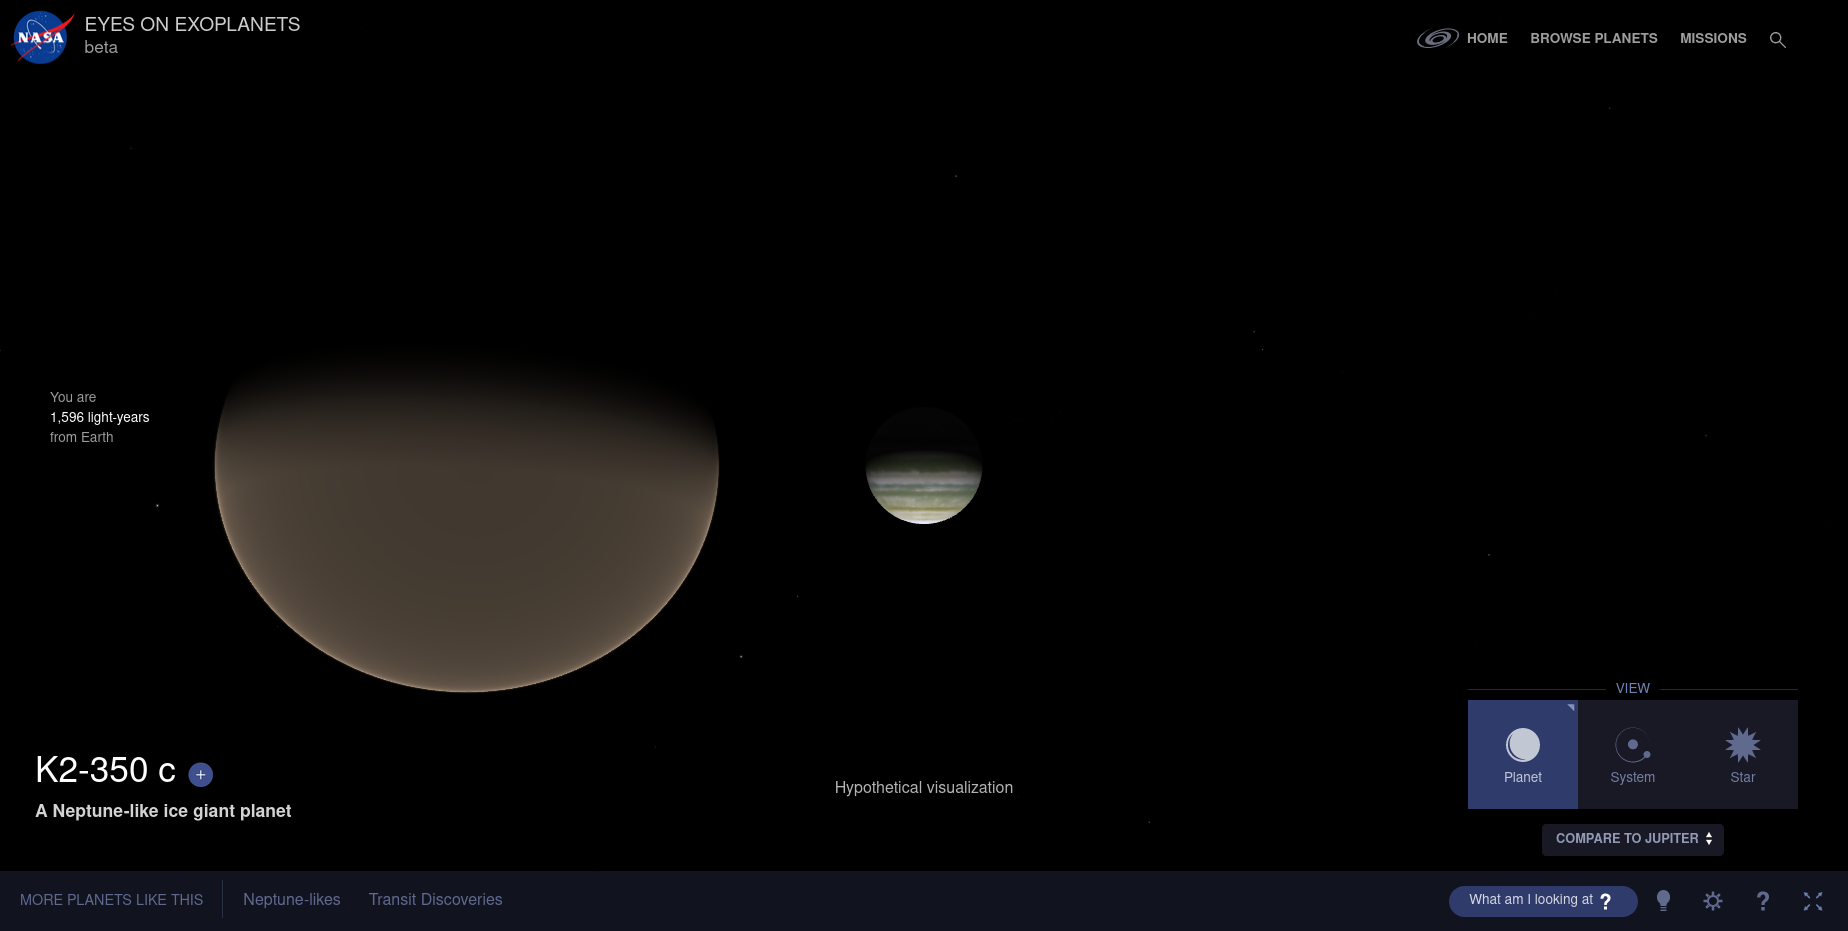 NASA
EYES ON EXOPLANETS
beta
HOME
BROWSE PLANETS
MISSIONS
You are
1,596 light-years
from Earth
K2-350 c +
A Neptune-like ice giant planet
Hypothetical visualization
VIEW
Planet
System
Star
COMPARE TO JUPITER
MORE PLANETS LIKE THIS
Neptune-likes
Transit Discoveries
What am I looking at ?
?